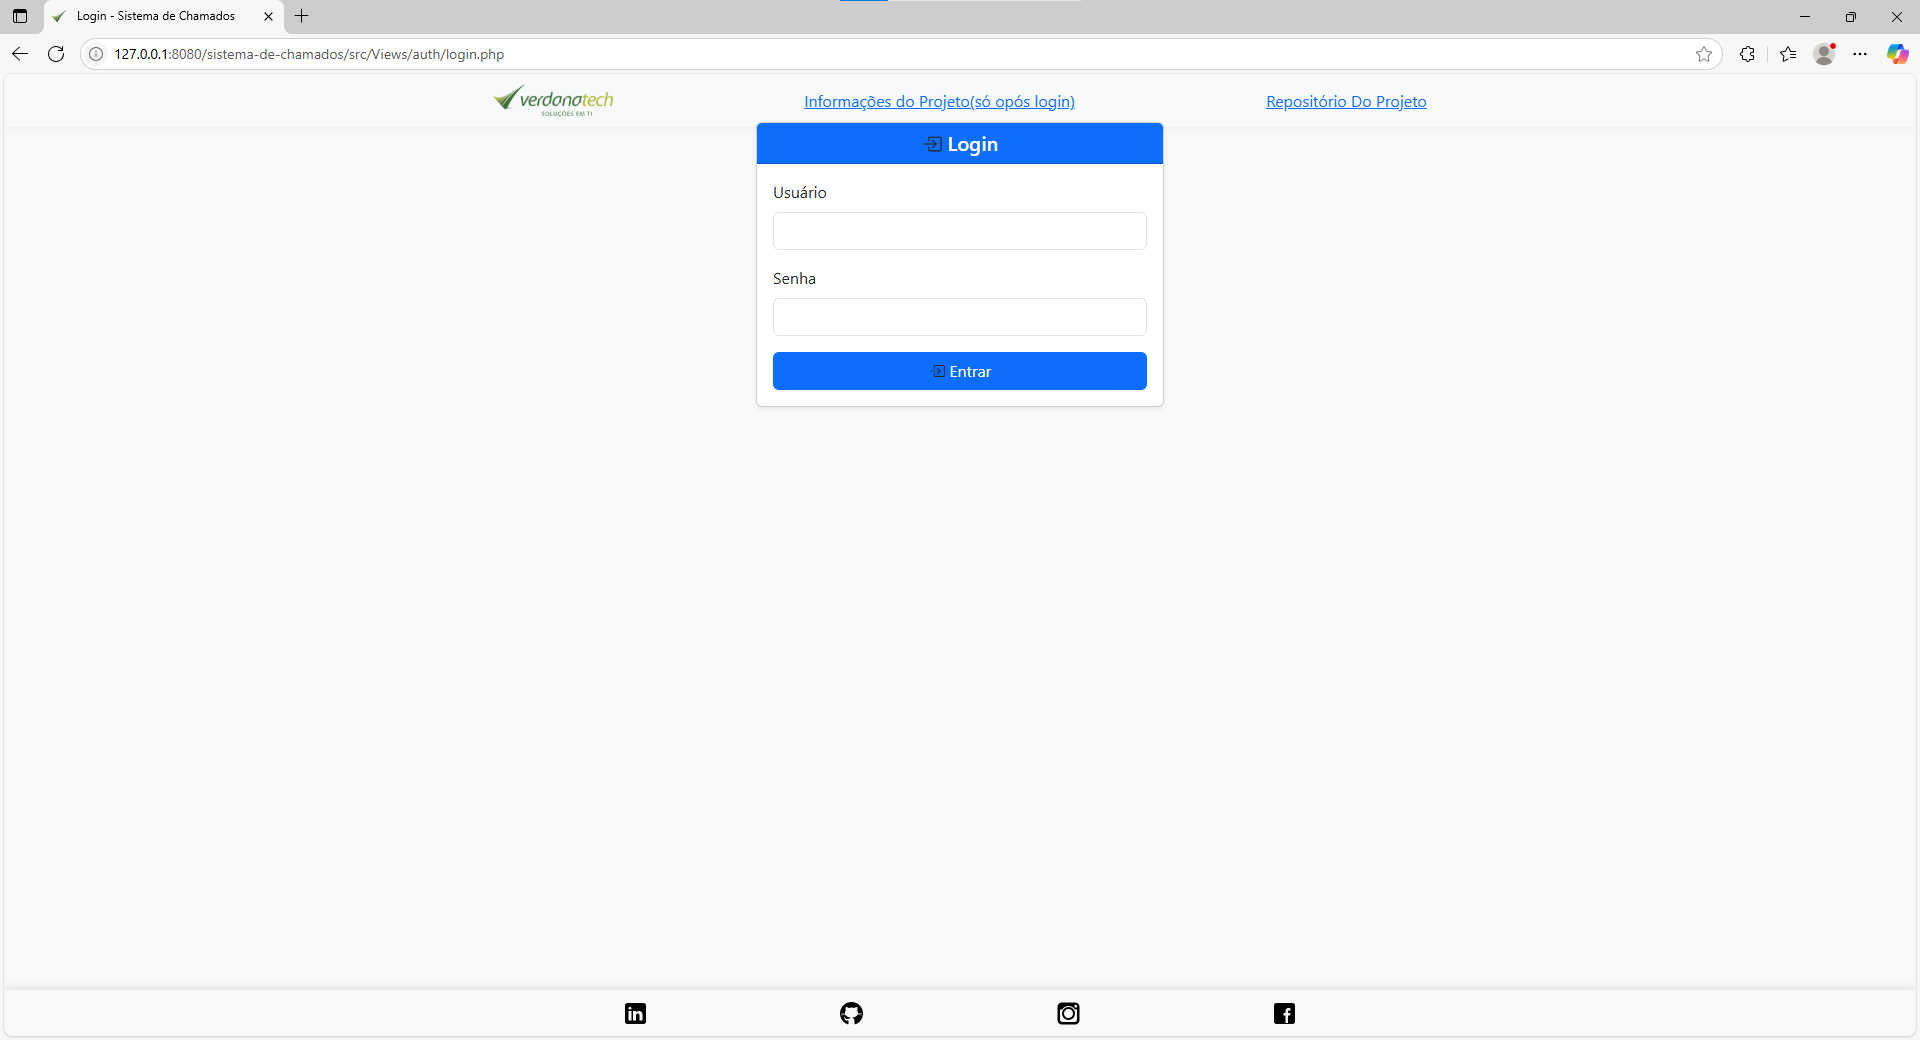 Login - Sistema de Chamados
127.0.0.1:8080/sistema-de-chamados/src/Views/auth/login.php
verdanatech
SOLUÇÕES EM TI
Informações do Projeto(só opós login)
Repositório Do Projeto
Login
Usuário
Senha
Entrar